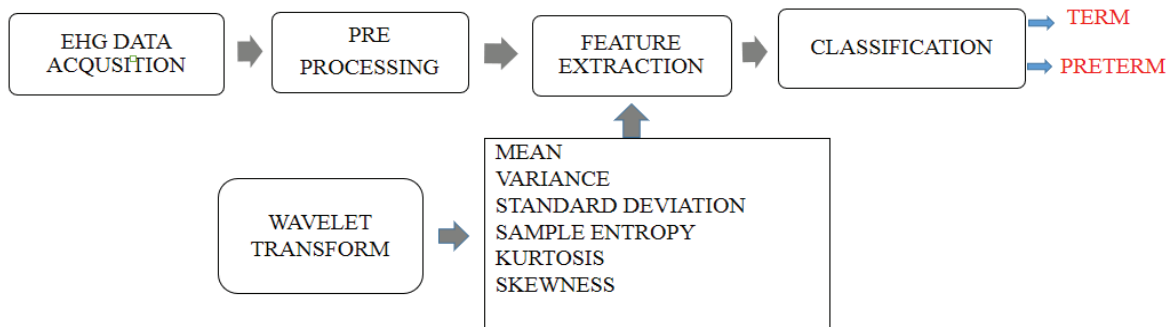 EHG DATA
ACQUSITION
PRE
PROCESSING
FEATURE
EXTRACTION
CLASSIFICATION
TERM
PRETERM
WAVELET
TRANSFORM
MEAN
VARIANCE
STANDARD DEVIATION
SAMPLE ENTROPY
KURTOSIS
SKEWNESS